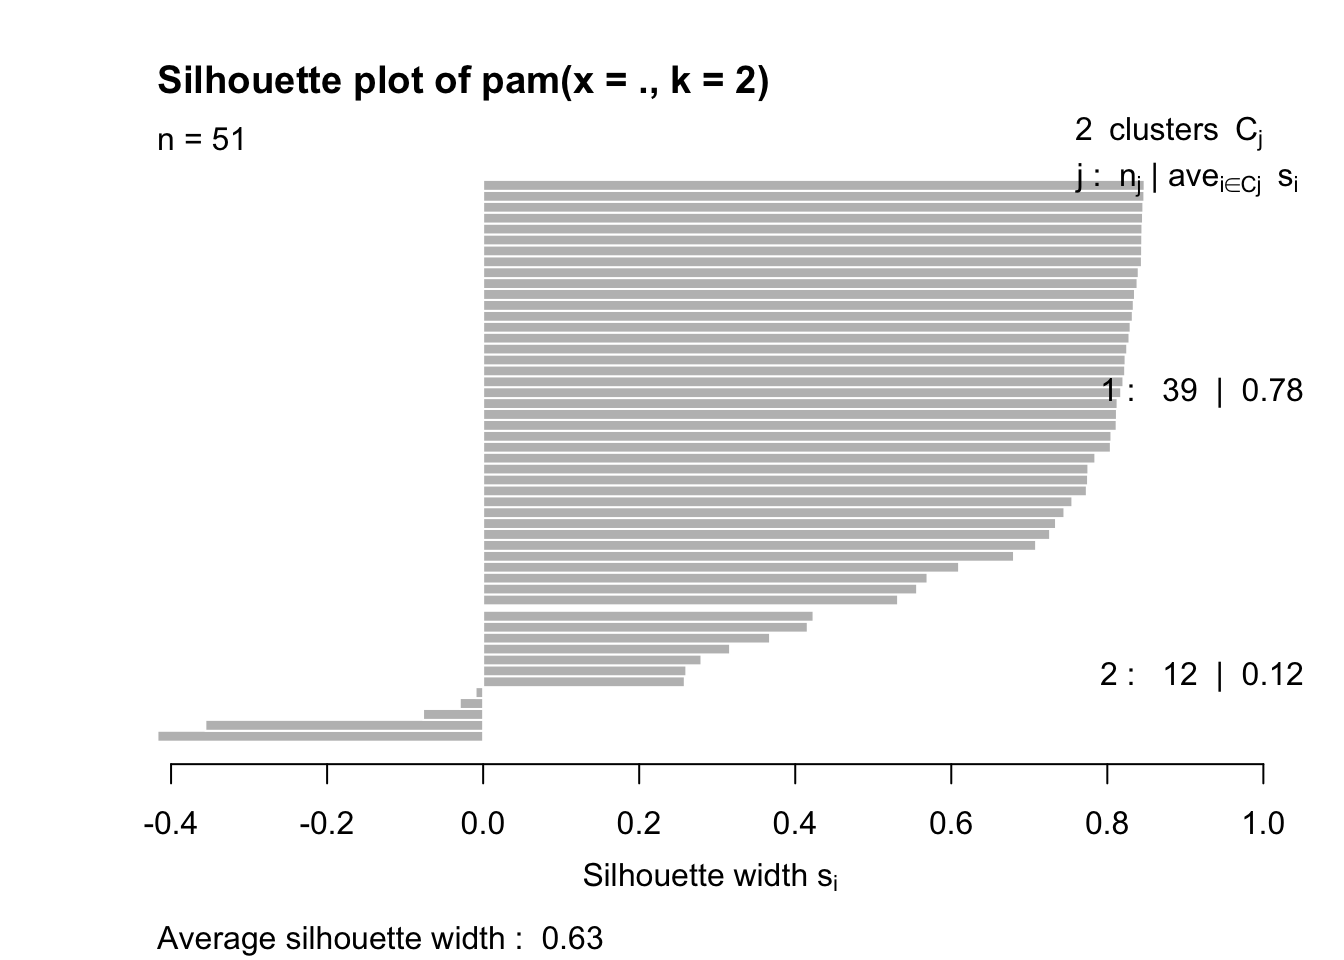 Silhouette plot of pam(x = ., k = 2)
n = 51
2 clusters Cj
j : nj | avei∈Cj si
1 : 39 | 0.78
2 : 12 | 0.12
-0.4 -0.2 0.0 0.2 0.4 0.6 0.8 1.0
Silhouette width si
Average silhouette width : 0.63